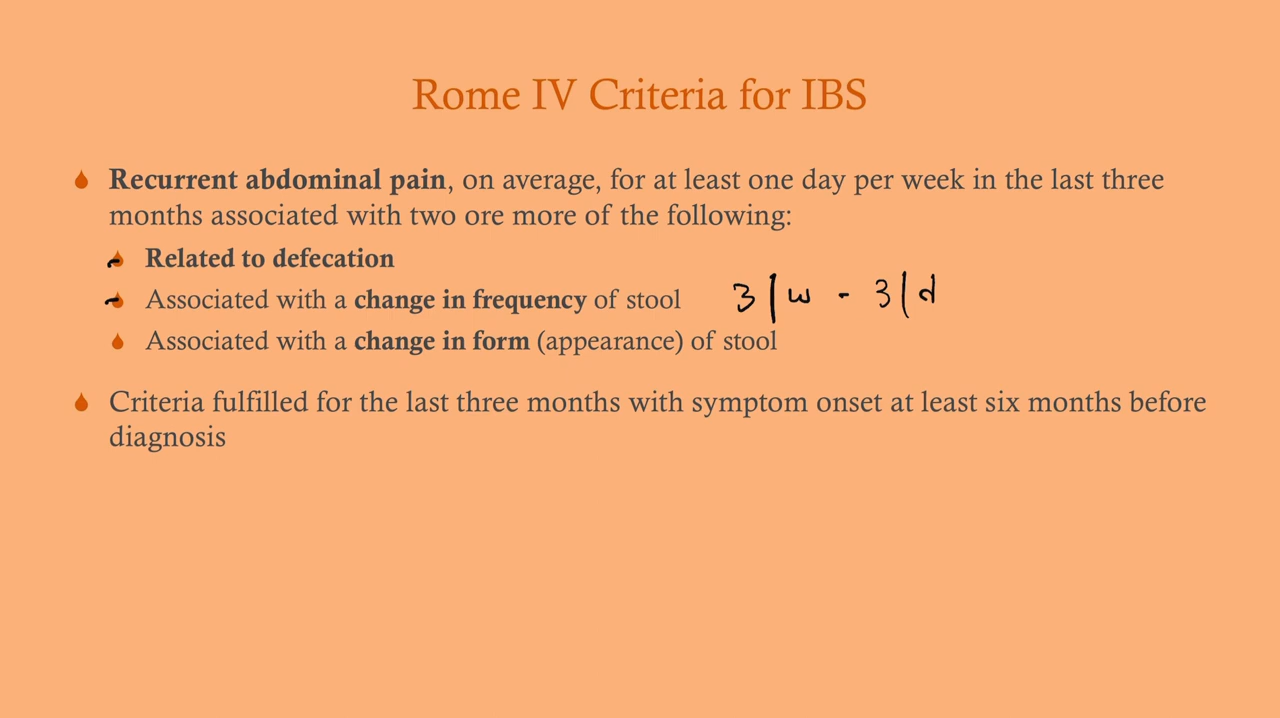 Rome IV Criteria for IBS
Recurrent abdominal pain, on average, for at least one day per week in the last three
months associated with two ore more of the following:
Related to defecation
Associated with a change in frequency of stool 3/w - 3/d
Associated with a change in form (appearance) of stool
Criteria fulfilled for the last three months with symptom onset at least six months before
diagnosis